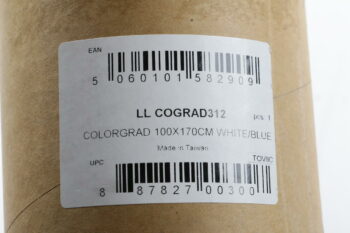 EAN
5 060101 582909
LL COGRAD312 pcs 1
COLORGRAD 100X170CM WHITE/BLUE
Made in Taiwan
UPC
8 87827 00300